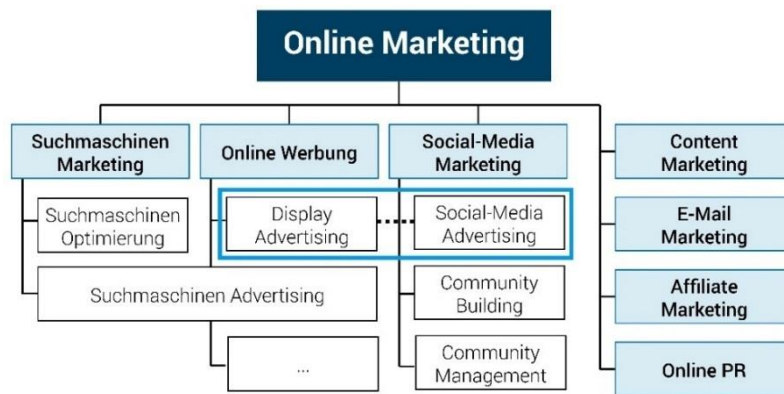 Online Marketing
Suchmaschinen
Marketing
Online Werbung
Social-Media
Marketing
Content
Marketing
Suchmaschinen
Optimierung
Display
Advertising
Social-Media
Advertising
E-Mail
Marketing
Suchmaschinen Advertising
Community
Building
Affiliate
Marketing
...
Community
Management
Online PR